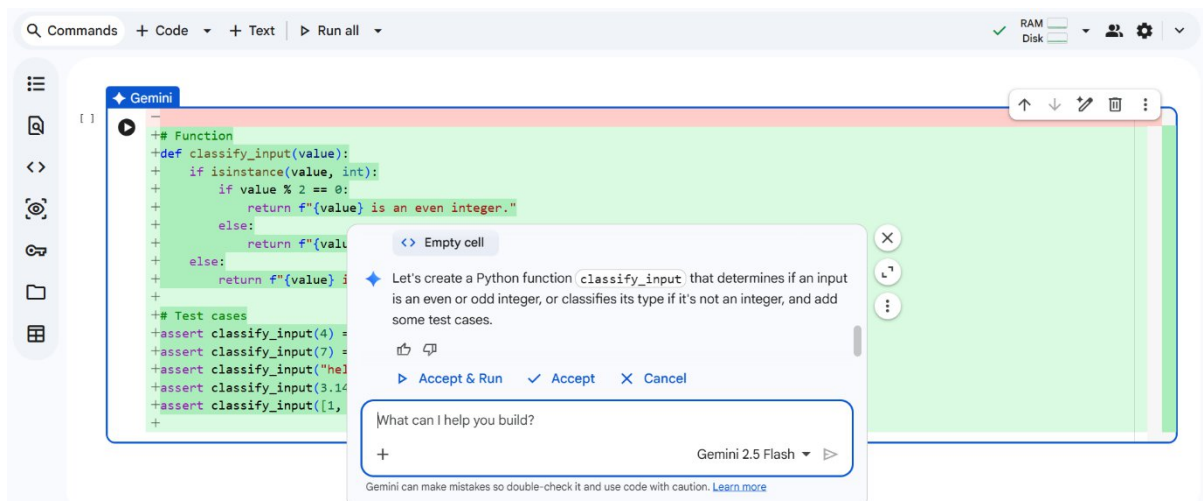 Commands + Code + Text Run all
RAM
Disk
Gemini
[ ]
-
+# Function
+def classify_input(value):
+    if isinstance(value, int):
+        if value % 2 == 0:
+            return f"{value} is an even integer."
+        else:
+            return f"{valu
+    else:
+        return f"{value} i
+
+# Test cases
+assert classify_input(4) =
+assert classify_input(7) =
+assert classify_input("hel
+assert classify_input(3.14
+assert classify_input([1,
+
<> Empty cell
Let's create a Python function classify_input that determines if an input
is an even or odd integer, or classifies its type if it's not an integer, and add
some test cases.
Accept & Run Accept Cancel
What can I help you build?
+ Gemini 2.5 Flash
Gemini can make mistakes so double-check it and use code with caution. Learn more